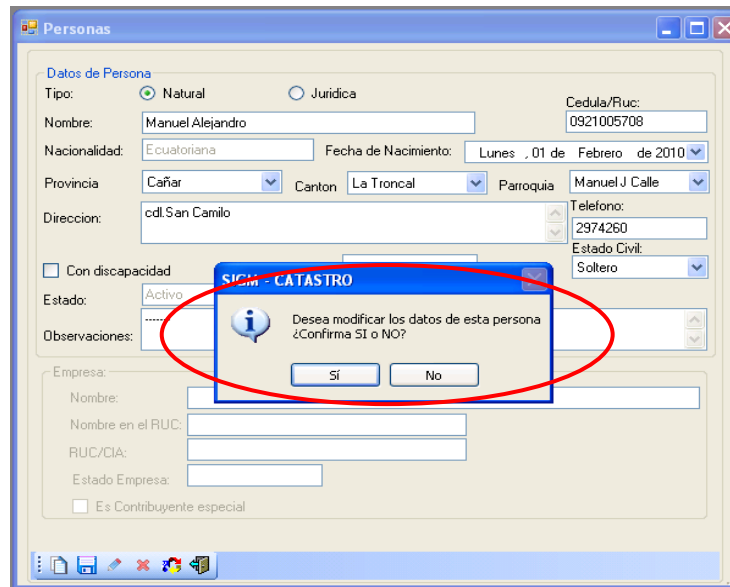 Personas
Datos de Persona
Tipo: Natural Juridica
Cedula/Ruc:
Nombre: Manuel Alejandro 0921005708
Nacionalidad: Ecuatoriana Fecha de Nacimiento: Lunes , 01 de Febrero de 2010
Provincia Cañar Canton La Troncal Parroquia Manuel J Calle
Direccion: cdl.San Camilo Telefono:
2974260
Estado Civil:
Con discapacidad Soltero
SIGM - CATASTRO
Estado: Activo
Observaciones: -----
Desea modificar los datos de esta persona
¿Confirma SI o NO?
Sí No
Empresa:
Nombre:
Nombre en el RUC:
RUC/CIA:
Estado Empresa:
Es Contribuyente especial